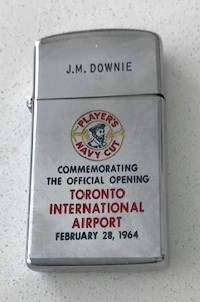 J.M. DOWNIE
PLAYER'S
NAVY CUT
COMMEMORATING
THE OFFICIAL OPENING
TORONTO
INTERNATIONAL
AIRPORT
FEBRUARY 28, 1964